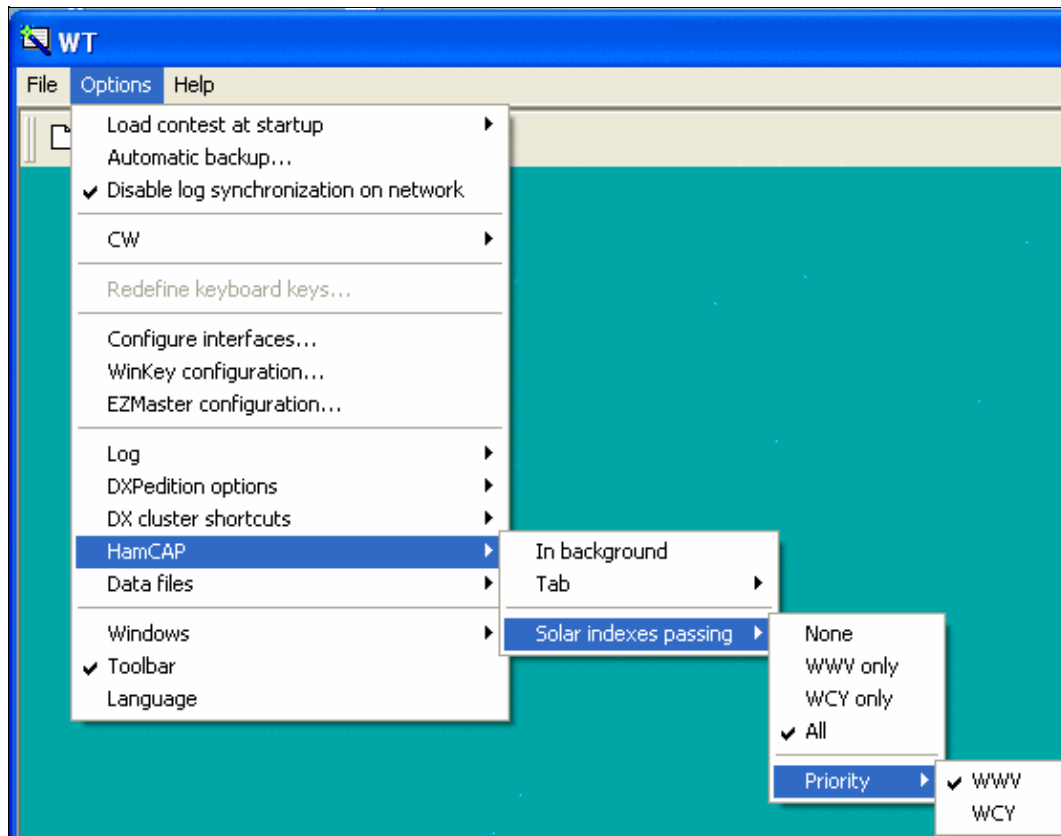 WT
File Options Help
Load contest at startup
Automatic backup...
Disable log synchronization on network
CW
Redefine keyboard keys...
Configure interfaces...
WinKey configuration...
EZMaster configuration...
Log
DXPedition options
DX cluster shortcuts
HamCAP
Data files
Windows
Toolbar
Language
In background
Tab
Solar indexes passing
None
WWV only
WCY only
All
Priority
WWV
WCY